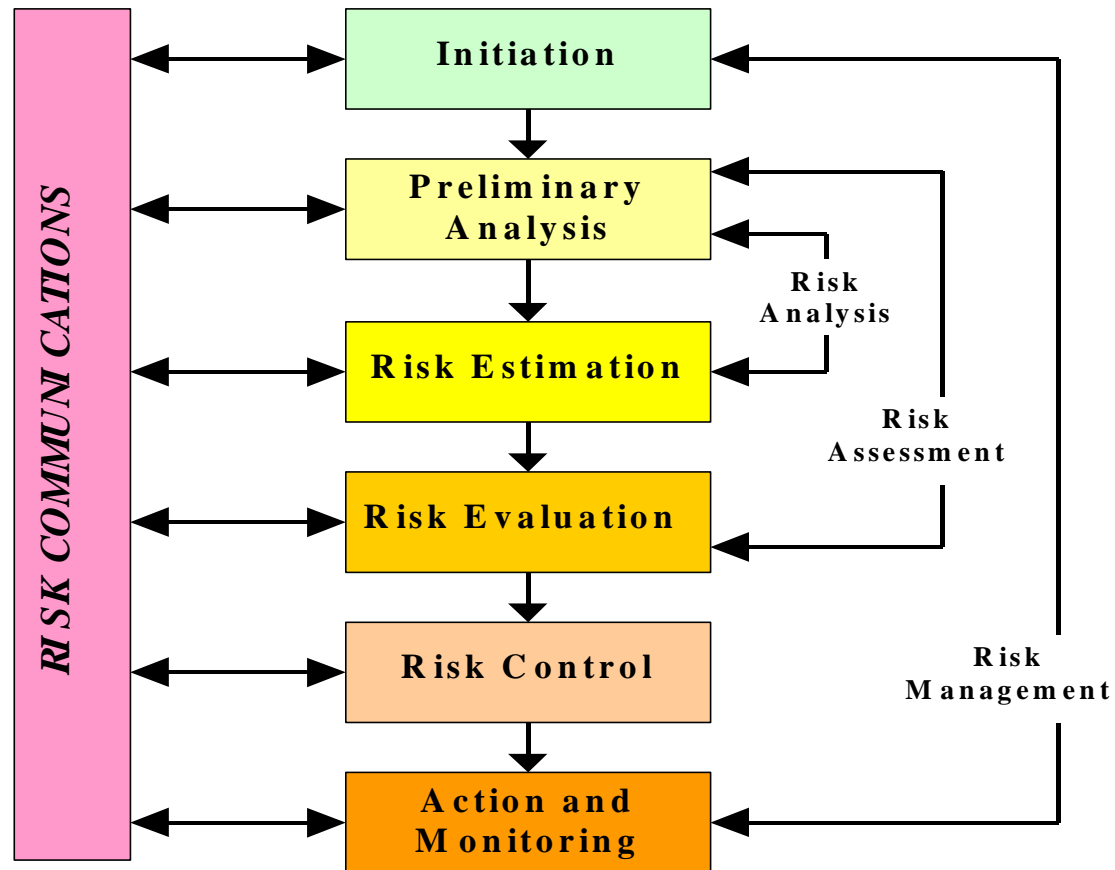 RISK COMMUNICATIONS
Initiation
Preliminary
Analysis
Risk
Analysis
Risk Estimation
Risk
Assessment
Risk Evaluation
Risk Control
Risk
Management
Action and
Monitoring